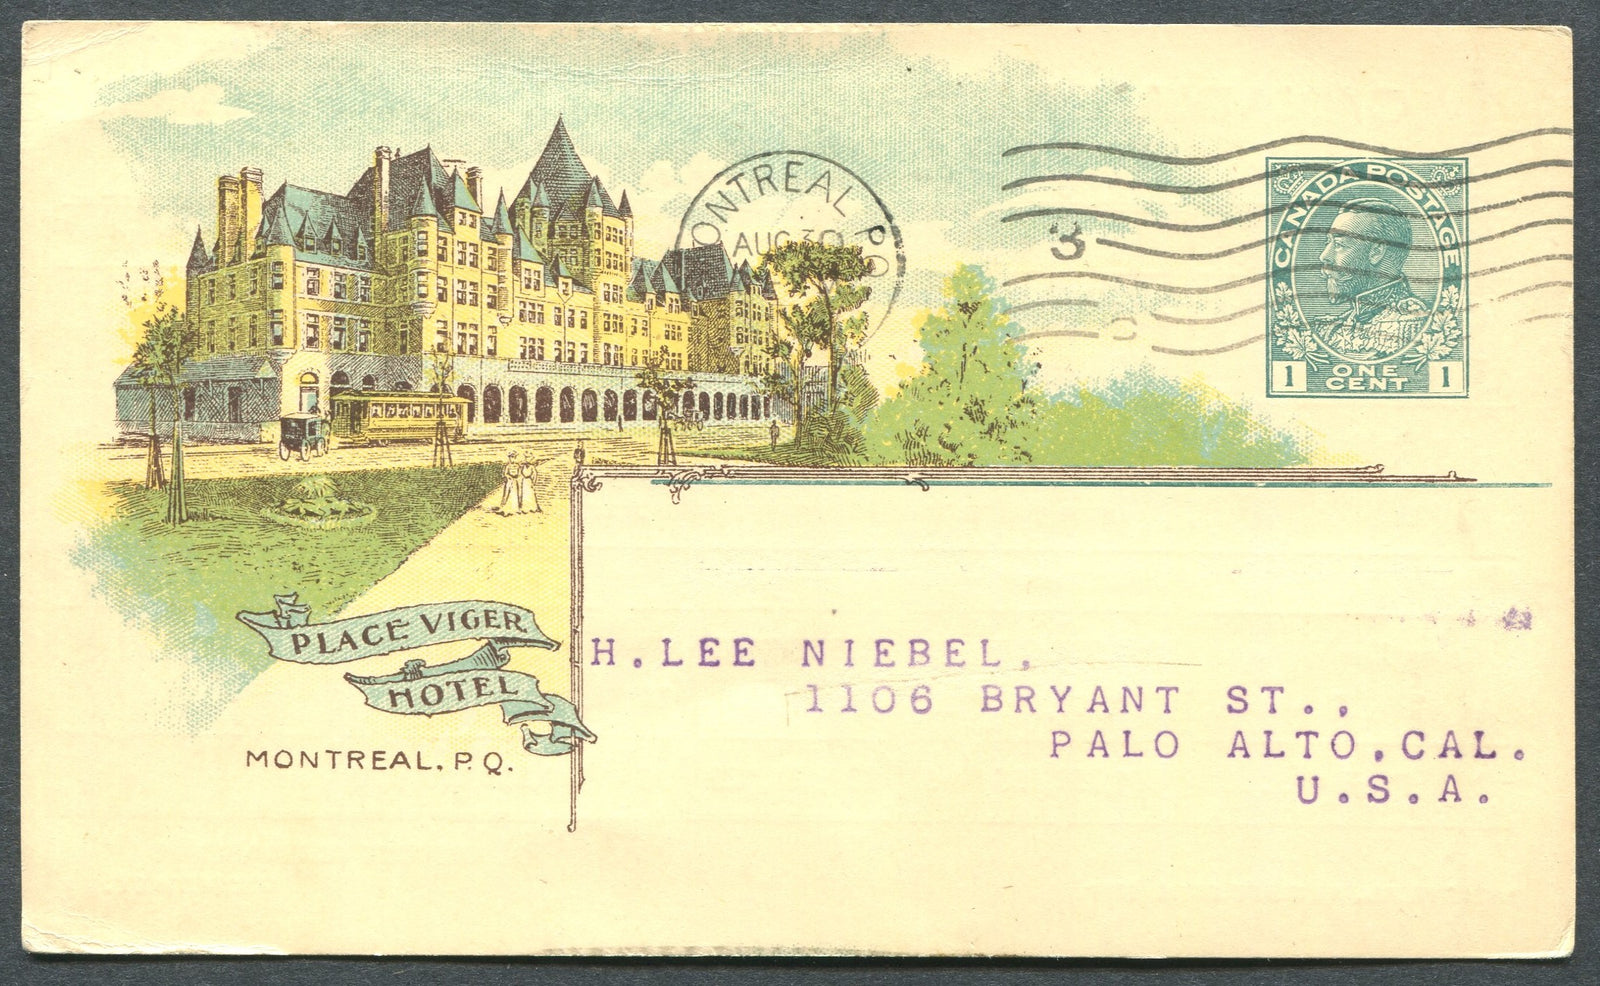 MONTREAL P.Q
AUG 30
3
CANADA POSTAGE
1 ONE CENT 1
PLACE VIGER
HOTEL
MONTREAL, P.Q.
H.LEE NIEBEL,
1106 BRYANT ST.,
PALO ALTO,CAL.
U.S.A.